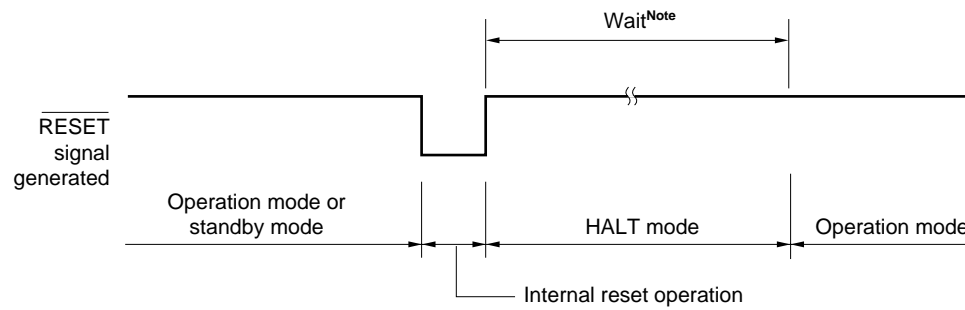 Wait Note
RESET
signal
generated
Operation mode or
standby mode
HALT mode
Operation mode
Internal reset operation